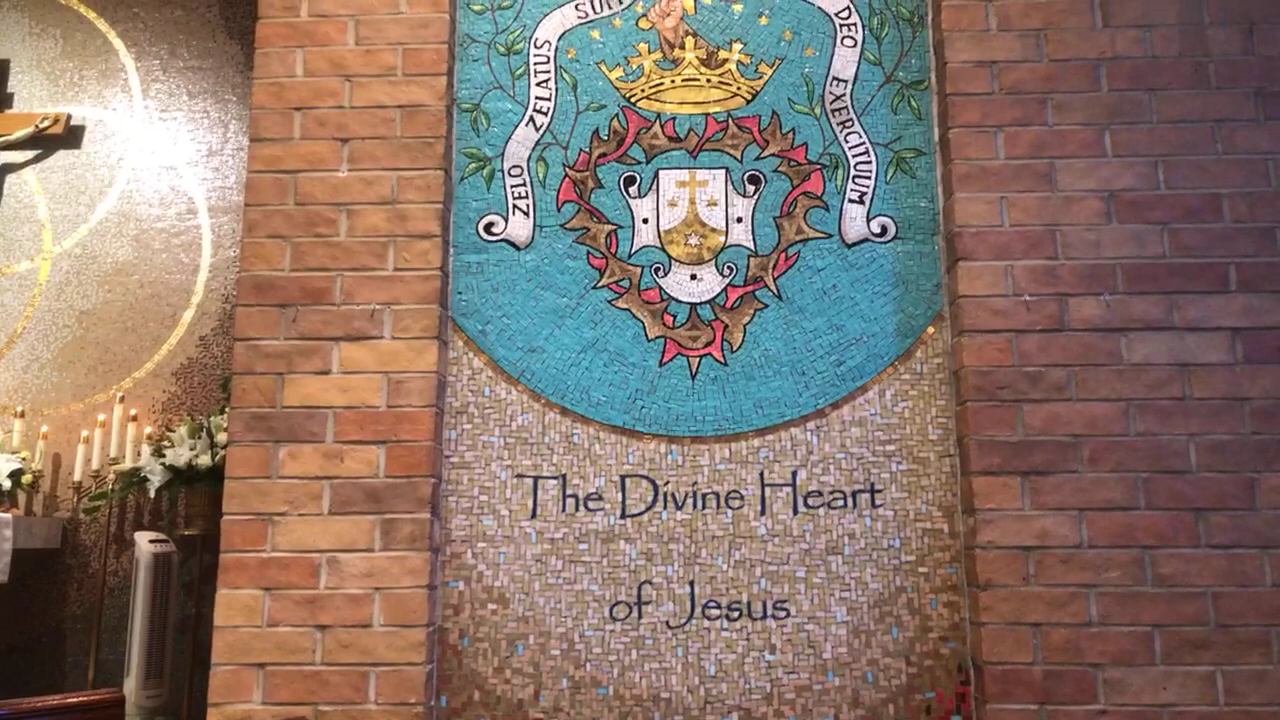 ZELO ZELATUS SUM
DEO EXERCITUUM
The Divine Heart
of Jesus